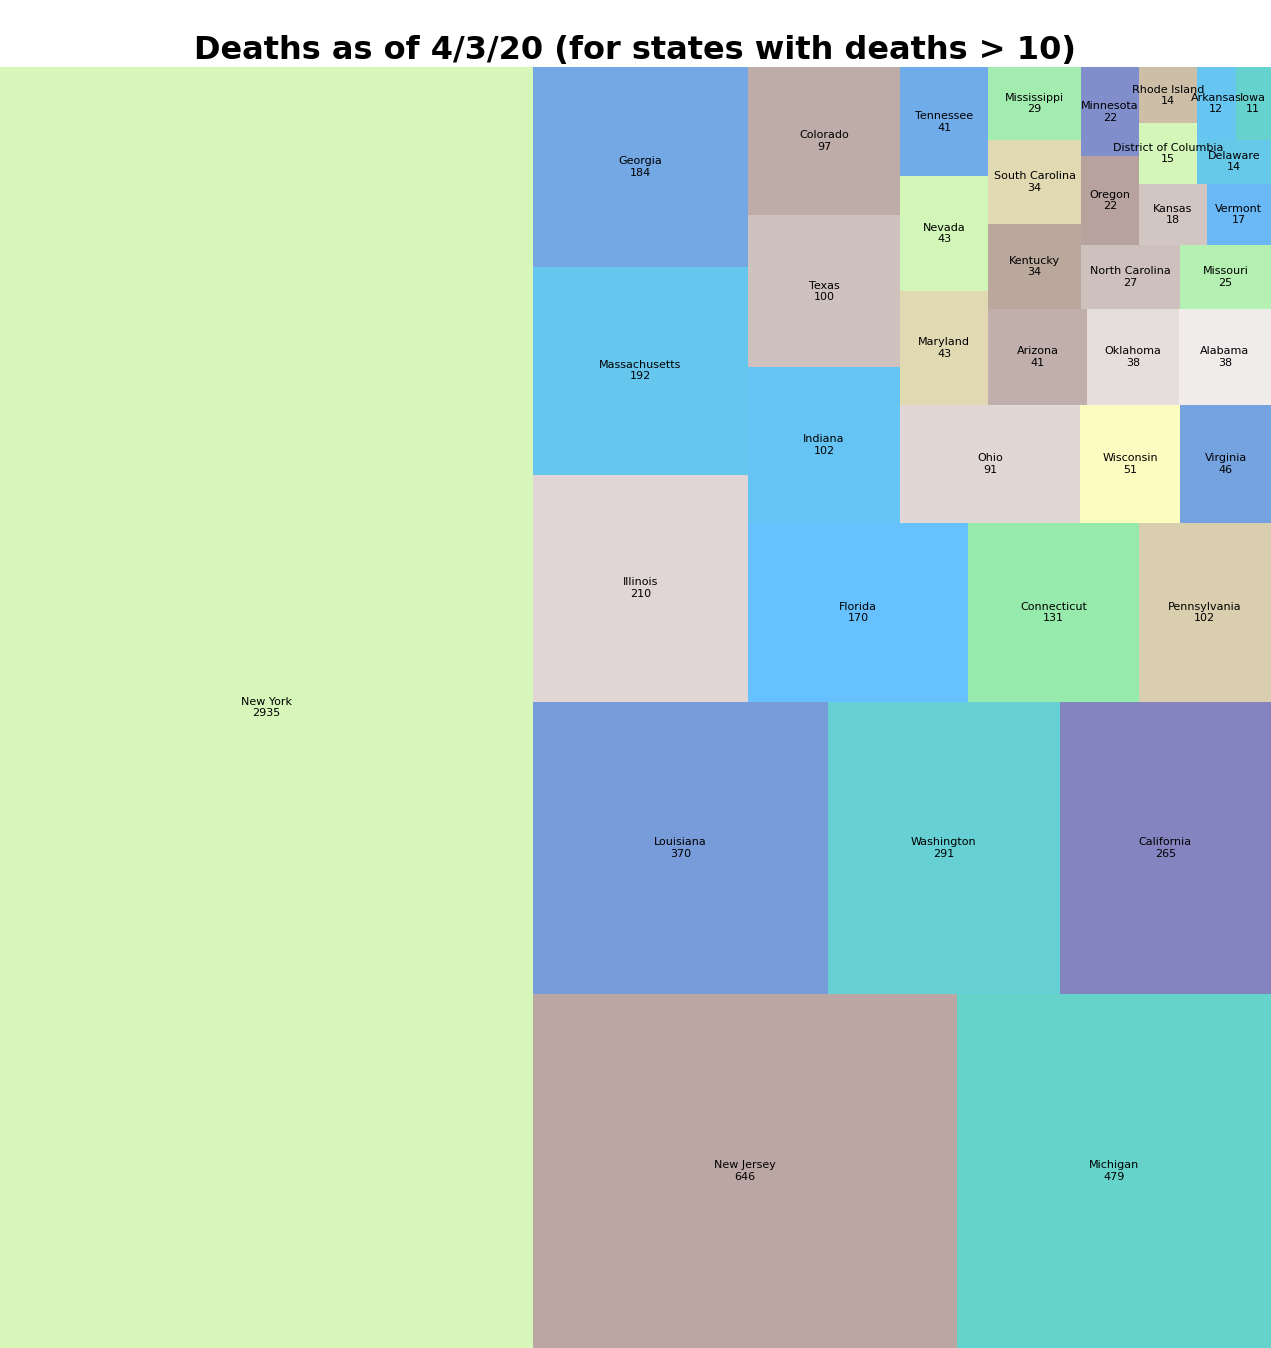 Deaths as of 4/3/20 (for states with deaths > 10)
New York
2935
Georgia
184
Massachusetts
192
Illinois
210
Colorado
97
Texas
100
Indiana
102
Tennessee
41
Nevada
43
Maryland
43
Mississippi
29
South Carolina
34
Kentucky
34
Minnesota
22
Oregon
22
Rhode Island
14
District of Columbia
15
Arkansas
12
Iowa
11
Delaware
14
Kansas
18
Vermont
17
North Carolina
27
Missouri
25
Arizona
41
Oklahoma
38
Alabama
38
Ohio
91
Wisconsin
51
Virginia
46
Florida
170
Connecticut
131
Pennsylvania
102
Louisiana
370
Washington
291
California
265
New Jersey
646
Michigan
479